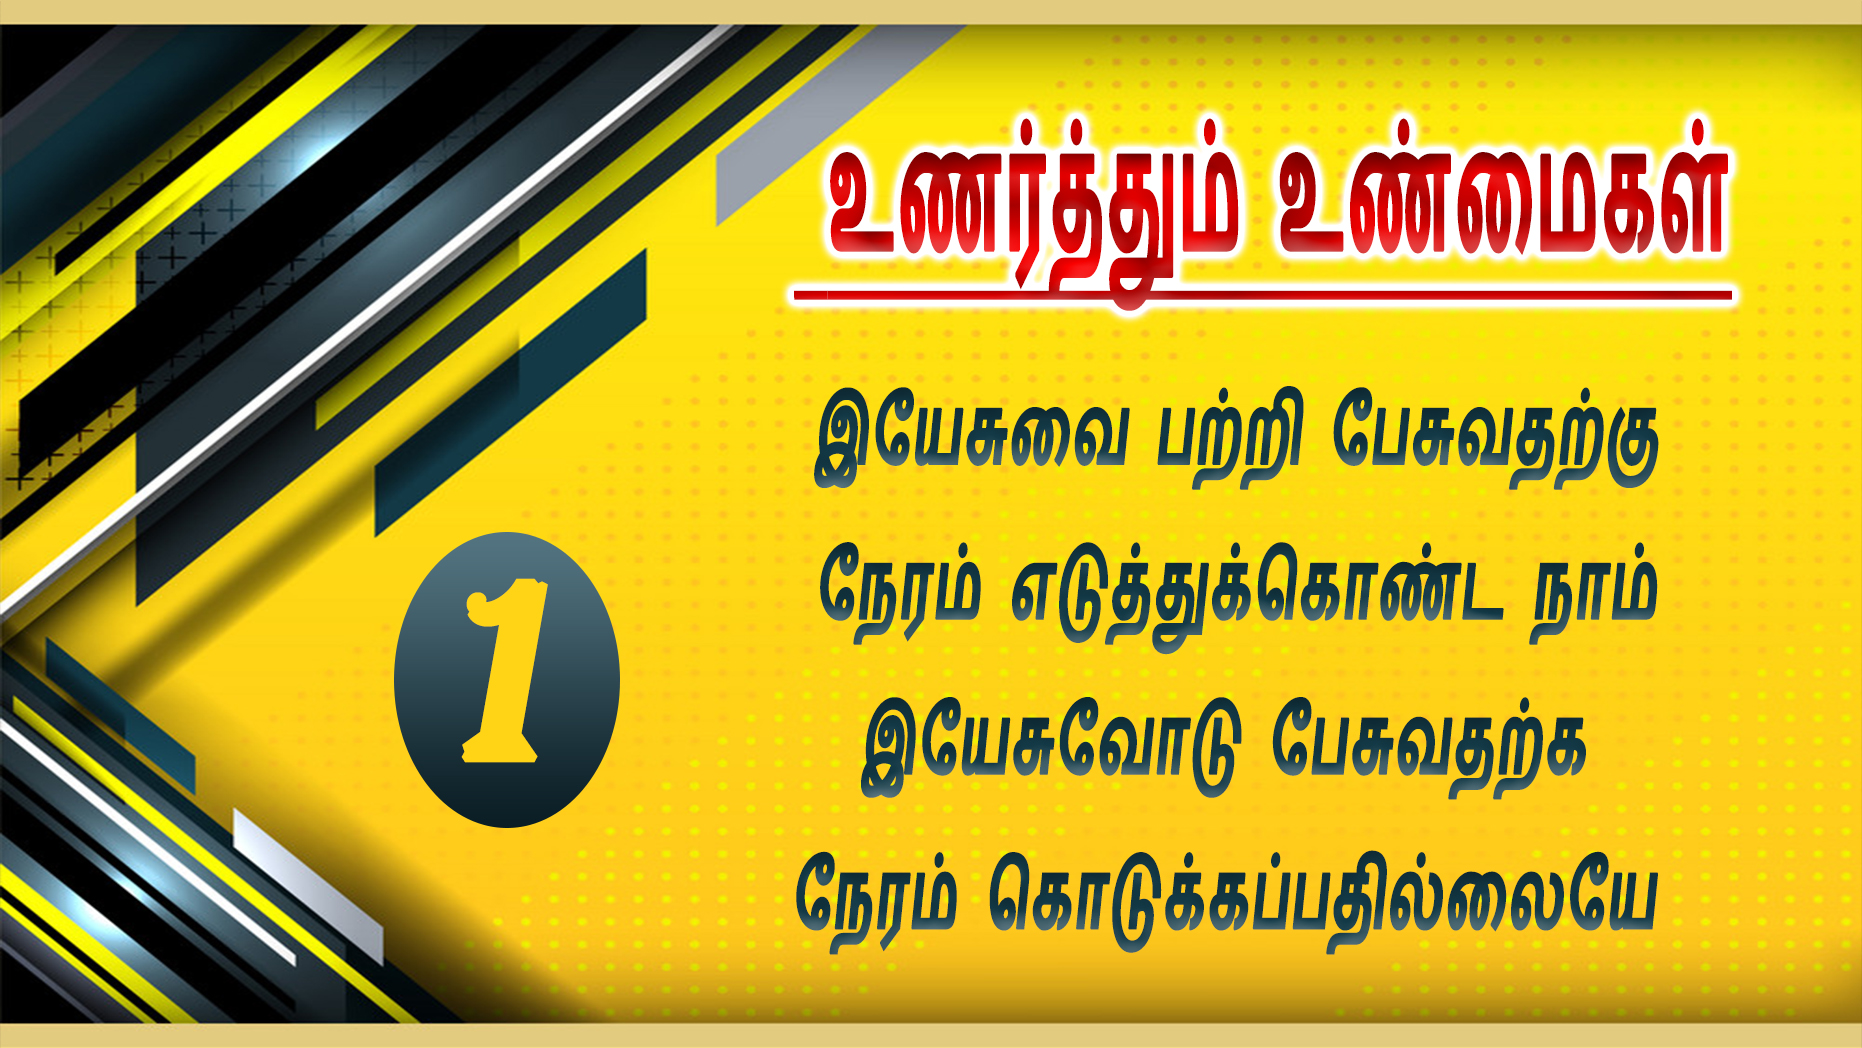 உணர்த்தும் உண்மைகள்
இயேசுவை பற்றி பேசுவதற்கு
நேரம் எடுத்துக்கொண்ட நாம்
1
இயேசுவோடு பேசுவதற்க
நேரம் கொடுக்கப்பதில்லையே